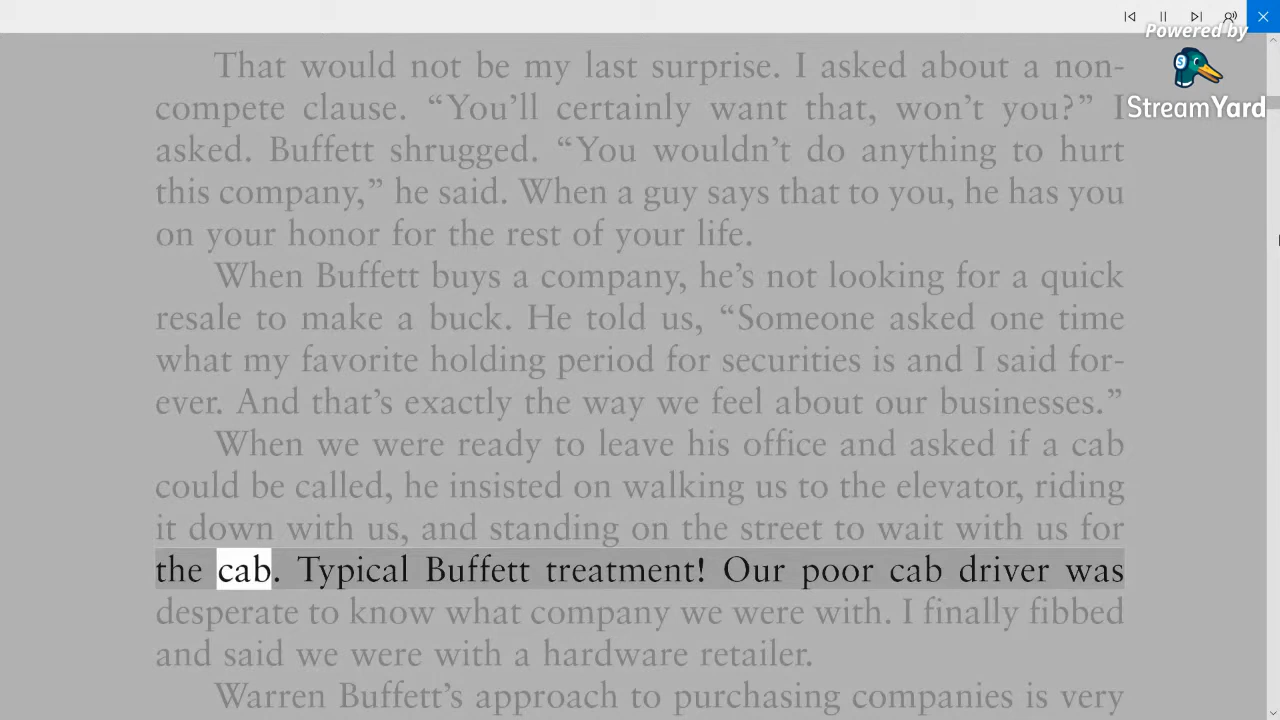 Powered by
StreamYard
That would not be my last surprise. I asked about a non-
compete clause. “You’ll certainly want that, won’t you?” I
asked. Buffett shrugged. “You wouldn’t do anything to hurt
this company,” he said. When a guy says that to you, he has you
on your honor for the rest of your life.
When Buffett buys a company, he’s not looking for a quick
resale to make a buck. He told us, “Someone asked one time
what my favorite holding period for securities is and I said for-
ever. And that’s exactly the way we feel about our businesses.”
When we were ready to leave his office and asked if a cab
could be called, he insisted on walking us to the elevator, riding
it down with us, and standing on the street to wait with us for
the cab. Typical Buffett treatment! Our poor cab driver was
desperate to know what company we were with. I finally fibbed
and said we were with a hardware retailer.
Warren Buffett’s approach to purchasing companies is very